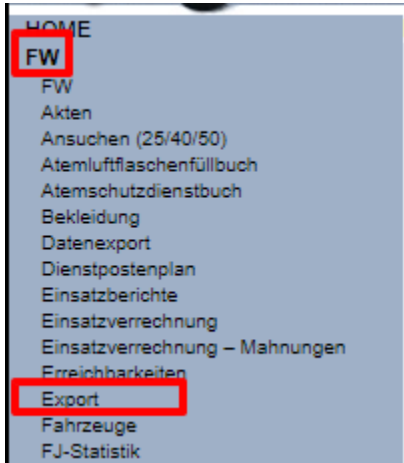 HOME
FW
FW
Akten
Ansuchen (25/40/50)
Atemluftflaschenfüllbuch
Atemschutzdienstbuch
Bekleidung
Datenexport
Dienstpostenplan
Einsatzberichte
Einsatzverrechnung
Einsatzverrechnung – Mahnungen
Erreichbarkeiten
Export
Fahrzeuge
FJ-Statistik